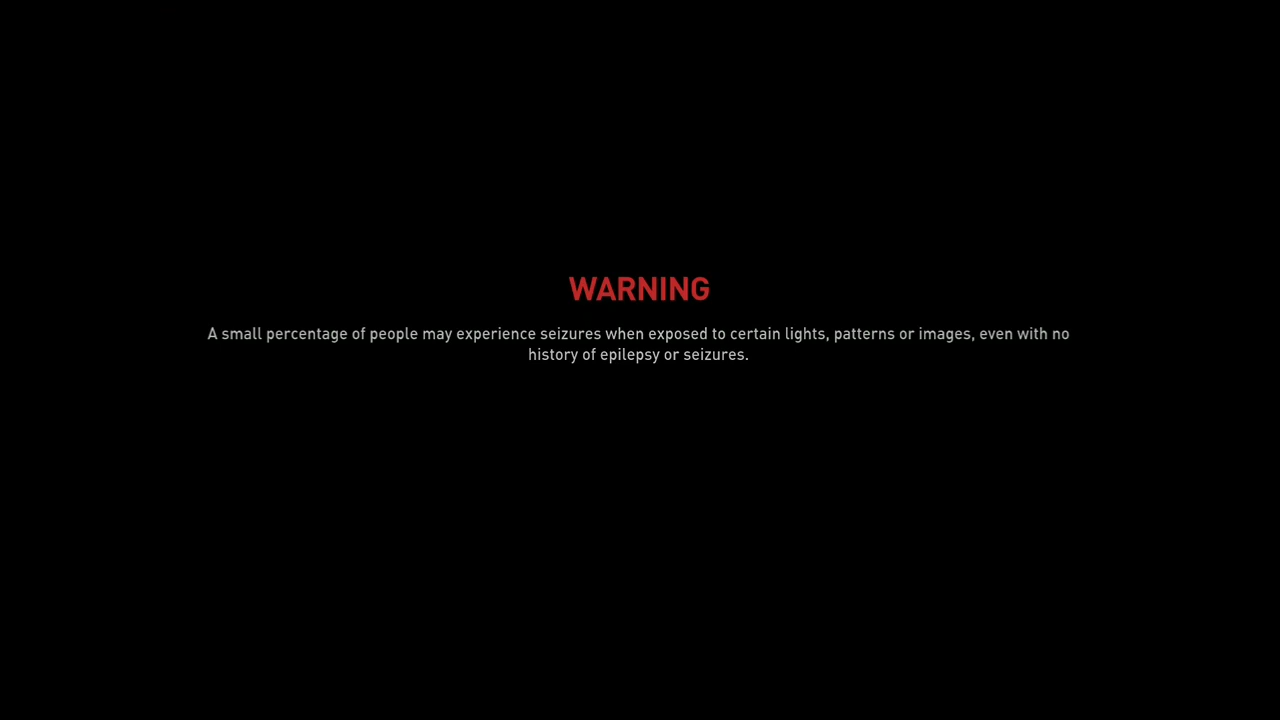 WARNING
A small percentage of people may experience seizures when exposed to certain lights, patterns or images, even with no
history of epilepsy or seizures.